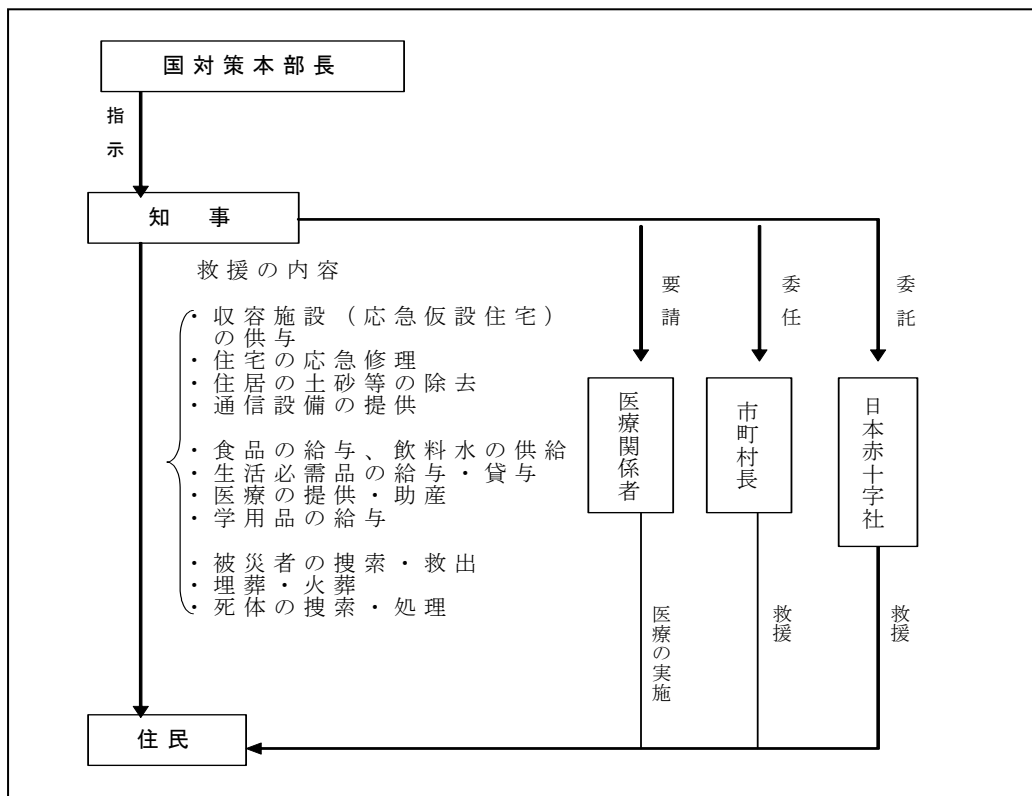 国対策本部長
指示
知　事
救援の内容
・収容施設（応急仮設住宅）
の供与
・住宅の応急修理
・住居の土砂等の除去
・通信設備の提供
・食品の給与、飲料水の供給
・生活必需品の給与・貸与
・医療の提供・助産
・学用品の給与
・被災者の捜索・救出
・埋葬・火葬
・死体の捜索・処理
要請
委任
委託
医療関係者
市町村長
日本赤十字社
医療の実施
救援
救援
住民